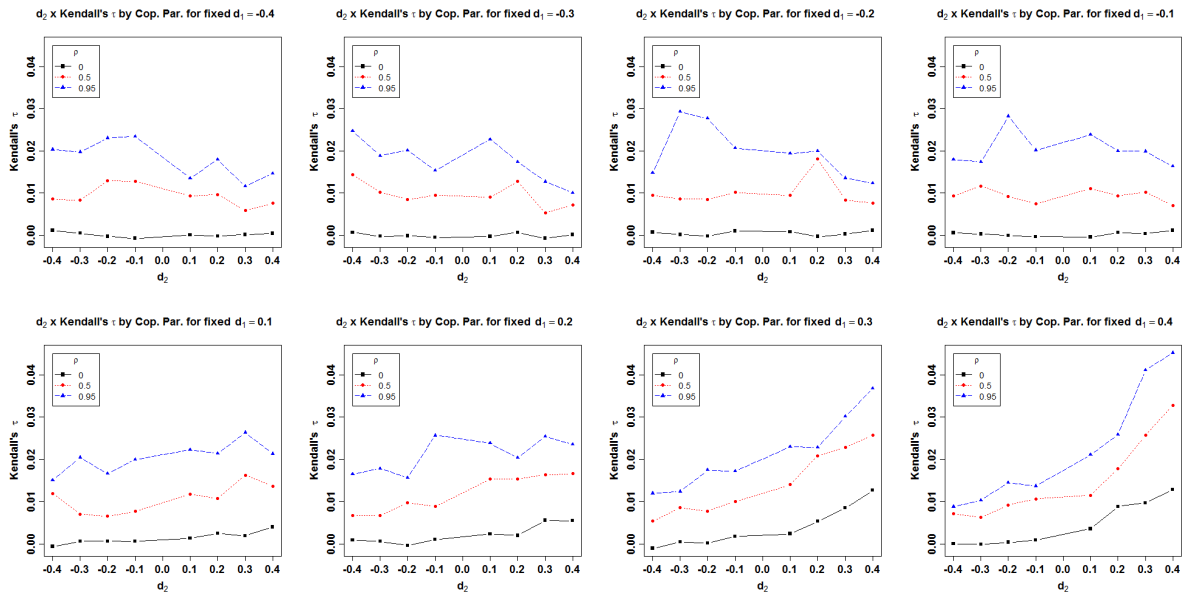 d₂ x Kendall's τ by Cop. Par. for fixed d₁ = -0.4
Kendall's τ
0.00 0.01 0.02 0.03 0.04
ρ
0
0.5
0.95
-0.4 -0.3 -0.2 -0.1 0.0 0.1 0.2 0.3 0.4
d₂
d₂ x Kendall's τ by Cop. Par. for fixed d₁ = -0.3
Kendall's τ
0.00 0.01 0.02 0.03 0.04
ρ
0
0.5
0.95
-0.4 -0.3 -0.2 -0.1 0.0 0.1 0.2 0.3 0.4
d₂
d₂ x Kendall's τ by Cop. Par. for fixed d₁ = -0.2
Kendall's τ
0.00 0.01 0.02 0.03 0.04
ρ
0
0.5
0.95
-0.4 -0.3 -0.2 -0.1 0.0 0.1 0.2 0.3 0.4
d₂
d₂ x Kendall's τ by Cop. Par. for fixed d₁ = -0.1
Kendall's τ
0.00 0.01 0.02 0.03 0.04
ρ
0
0.5
0.95
-0.4 -0.3 -0.2 -0.1 0.0 0.1 0.2 0.3 0.4
d₂
d₂ x Kendall's τ by Cop. Par. for fixed d₁ = 0.1
Kendall's τ
0.00 0.01 0.02 0.03 0.04
ρ
0
0.5
0.95
-0.4 -0.3 -0.2 -0.1 0.0 0.1 0.2 0.3 0.4
d₂
d₂ x Kendall's τ by Cop. Par. for fixed d₁ = 0.2
Kendall's τ
0.00 0.01 0.02 0.03 0.04
ρ
0
0.5
0.95
-0.4 -0.3 -0.2 -0.1 0.0 0.1 0.2 0.3 0.4
d₂
d₂ x Kendall's τ by Cop. Par. for fixed d₁ = 0.3
Kendall's τ
0.00 0.01 0.02 0.03 0.04
ρ
0
0.5
0.95
-0.4 -0.3 -0.2 -0.1 0.0 0.1 0.2 0.3 0.4
d₂
d₂ x Kendall's τ by Cop. Par. for fixed d₁ = 0.4
Kendall's τ
0.00 0.01 0.02 0.03 0.04
ρ
0
0.5
0.95
-0.4 -0.3 -0.2 -0.1 0.0 0.1 0.2 0.3 0.4
d₂